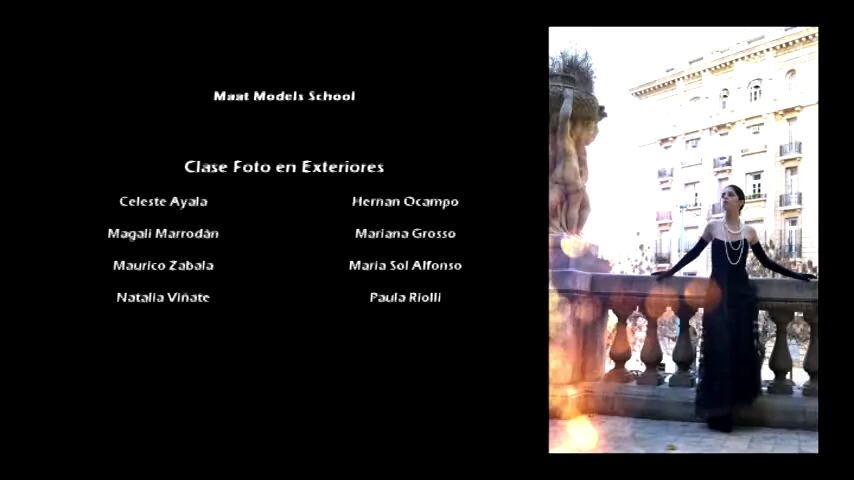 Maat Models School
Clase Foto en Exteriores
Celeste Ayala Hernan Ocampo
Magali Marrodán Mariana Grosso
Maurico Zabala Maria Sol Alfonso
Natalia Viñate Paula Riolli